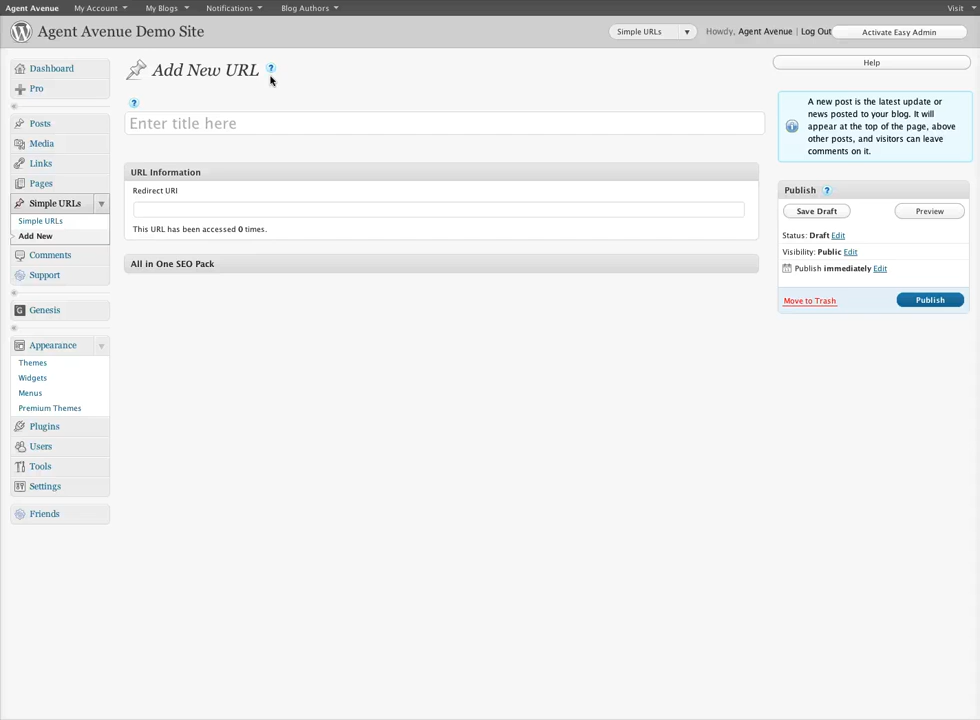 Agent Avenue My Account My Blogs Notifications Blog Authors Visit
Agent Avenue Demo Site Simple URLs Howdy, Agent Avenue | Log Out Activate Easy Admin
Help
Dashboard
Pro
Posts
Media
Links
Pages
Simple URLs
Simple URLs
Add New
Comments
Support
Genesis
Appearance
Themes
Widgets
Menus
Premium Themes
Plugins
Users
Tools
Settings
Friends
Add New URL ?
?
Enter title here
URL Information
Redirect URI
This URL has been accessed 0 times.
All in One SEO Pack
A new post is the latest update or
news posted to your blog. It will
appear at the top of the page, above
other posts, and visitors can leave
comments on it.
Publish ?
Save Draft Preview
Status: Draft Edit
Visibility: Public Edit
Publish immediately Edit
Move to Trash Publish